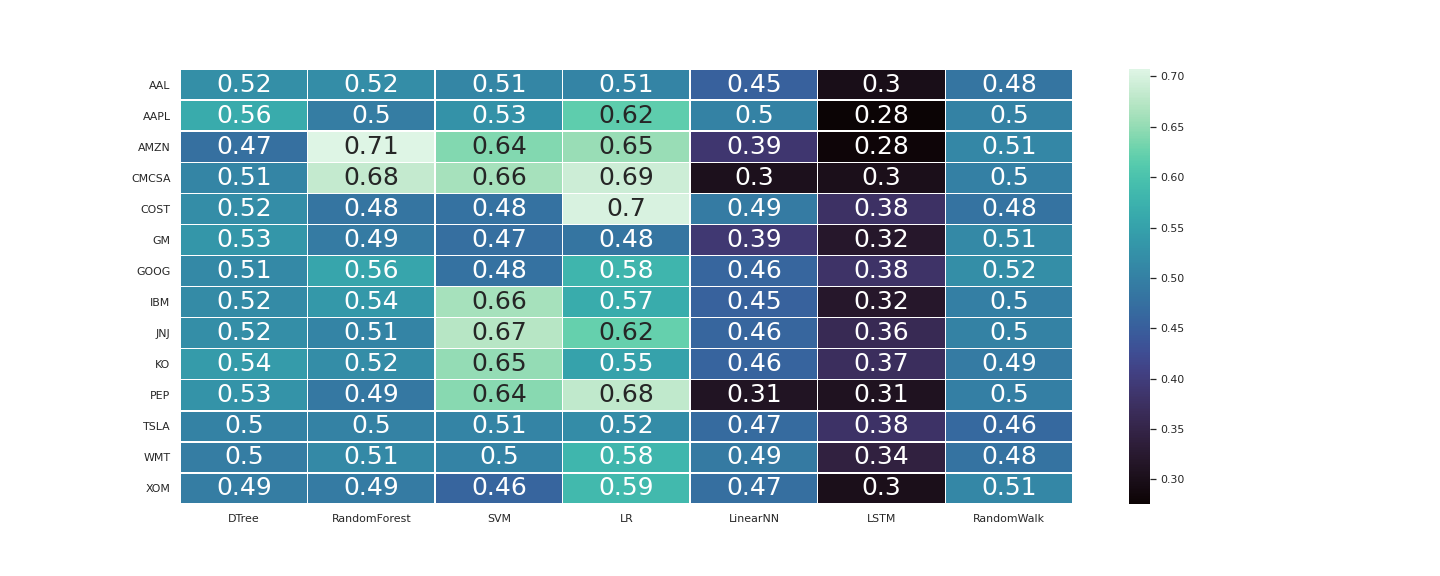 AAL 0.52 0.52 0.51 0.51 0.45 0.3 0.48
AAPL 0.56 0.5 0.53 0.62 0.5 0.28 0.5
AMZN 0.47 0.71 0.64 0.65 0.39 0.28 0.51
CMCSA 0.51 0.68 0.66 0.69 0.3 0.3 0.5
COST 0.52 0.48 0.48 0.7 0.49 0.38 0.48
GM 0.53 0.49 0.47 0.48 0.39 0.32 0.51
GOOG 0.51 0.56 0.48 0.58 0.46 0.38 0.52
IBM 0.52 0.54 0.66 0.57 0.45 0.32 0.5
JNJ 0.52 0.51 0.67 0.62 0.46 0.36 0.5
KO 0.54 0.52 0.65 0.55 0.46 0.37 0.49
PEP 0.53 0.49 0.64 0.68 0.31 0.31 0.5
TSLA 0.5 0.5 0.51 0.52 0.47 0.38 0.46
WMT 0.5 0.51 0.5 0.58 0.49 0.34 0.48
XOM 0.49 0.49 0.46 0.59 0.47 0.3 0.51
DTree RandomForest SVM LR LinearNN LSTM RandomWalk
0.70
0.65
0.60
0.55
0.50
0.45
0.40
0.35
0.30